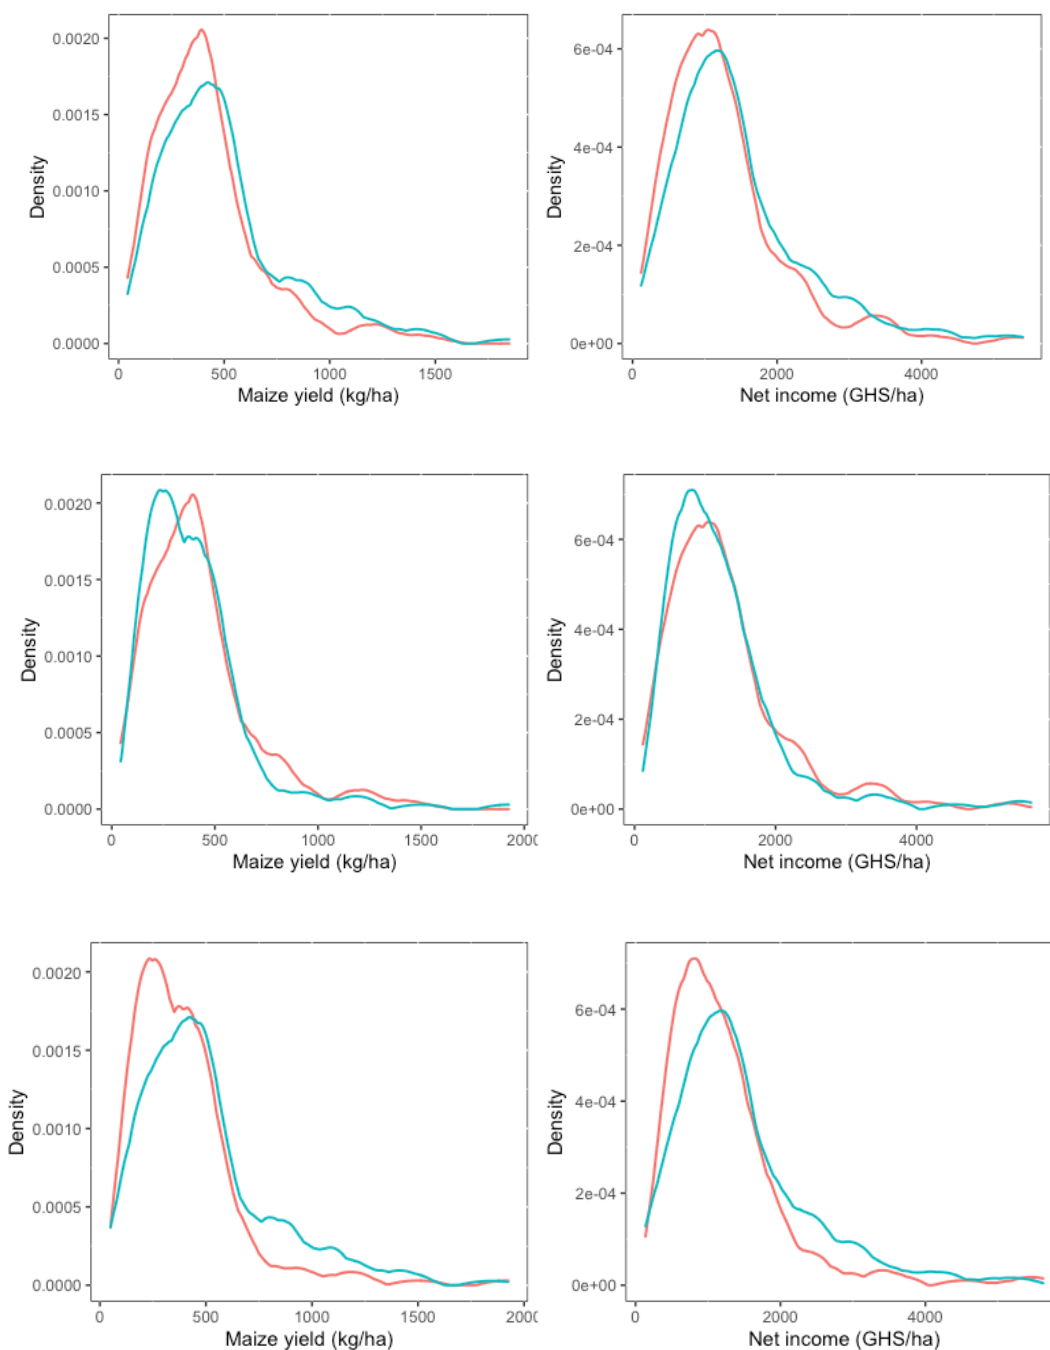 0.0020
0.0015
0.0010
0.0005
0.0000
Density
0 500 1000 1500
Maize yield (kg/ha)
6e-04
4e-04
2e-04
0e+00
Density
0 2000 4000
Net income (GHS/ha)
0.0020
0.0015
0.0010
0.0005
0.0000
Density
0 500 1000 1500 2000
Maize yield (kg/ha)
6e-04
4e-04
2e-04
0e+00
Density
0 2000 4000
Net income (GHS/ha)
0.0020
0.0015
0.0010
0.0005
0.0000
Density
0 500 1000 1500 2000
Maize yield (kg/ha)
6e-04
4e-04
2e-04
0e+00
Density
0 2000 4000
Net income (GHS/ha)